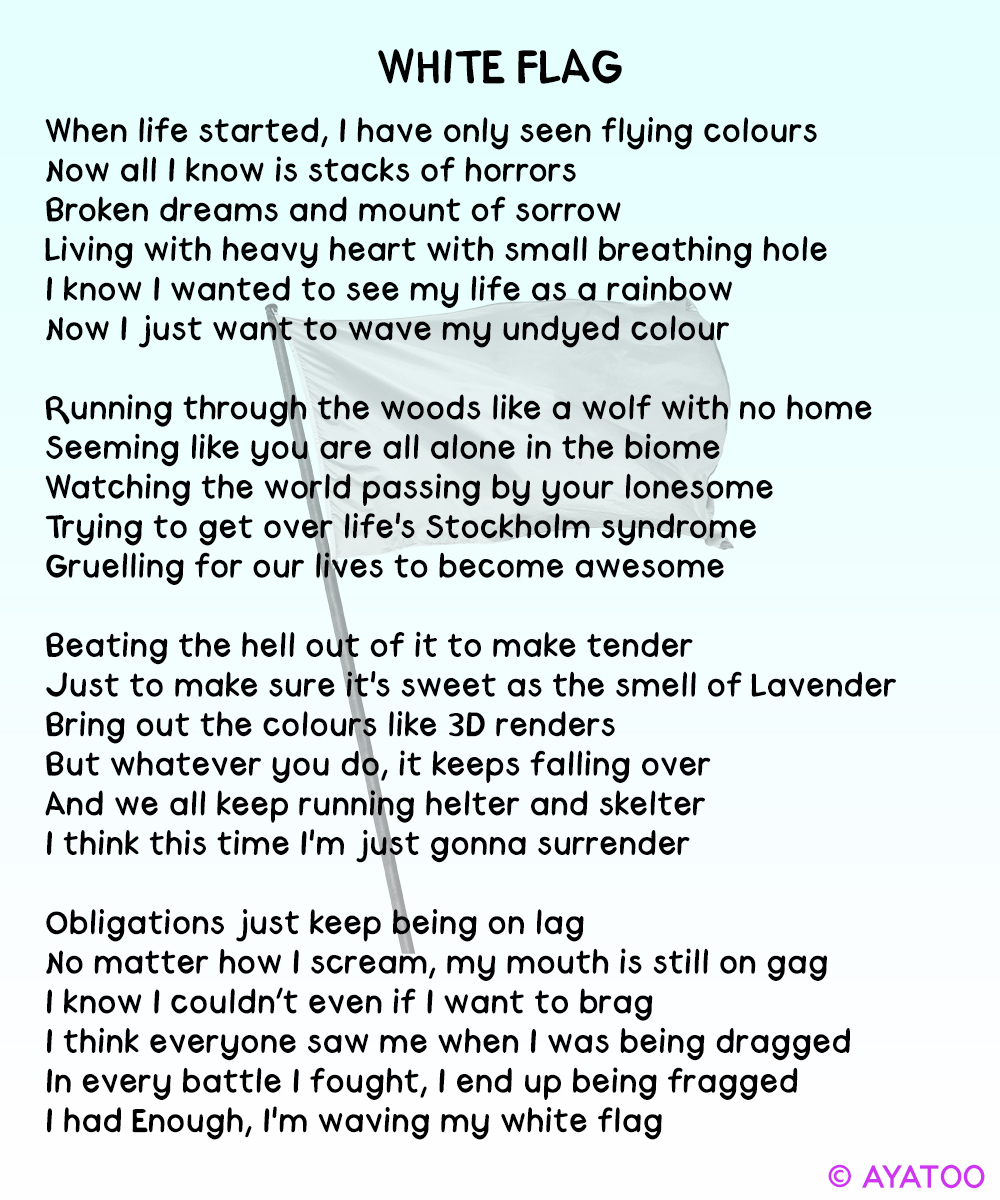 WHITE FLAG
When life started, I have only seen flying colours
Now all I know is stacks of horrors
Broken dreams and mount of sorrow
Living with heavy heart with small breathing hole
I know I wanted to see my life as a rainbow
Now I just want to wave my undyed colour
Running through the woods like a wolf with no home
Seeming like you are all alone in the biome
Watching the world passing by your lonesome
Trying to get over life's Stockholm syndrome
Gruelling for our lives to become awesome
Beating the hell out of it to make tender
Just to make sure it's sweet as the smell of Lavender
Bring out the colours like 3D renders
But whatever you do, it keeps falling over
And we all keep running helter and skelter
I think this time I'm just gonna surrender
Obligations just keep being on lag
No matter how I scream, my mouth is still on gag
I know I couldn't even if I want to brag
I think everyone saw me when I was being dragged
In every battle I fought, I end up being fragged
I had Enough, I'm waving my white flag
© AYATOO